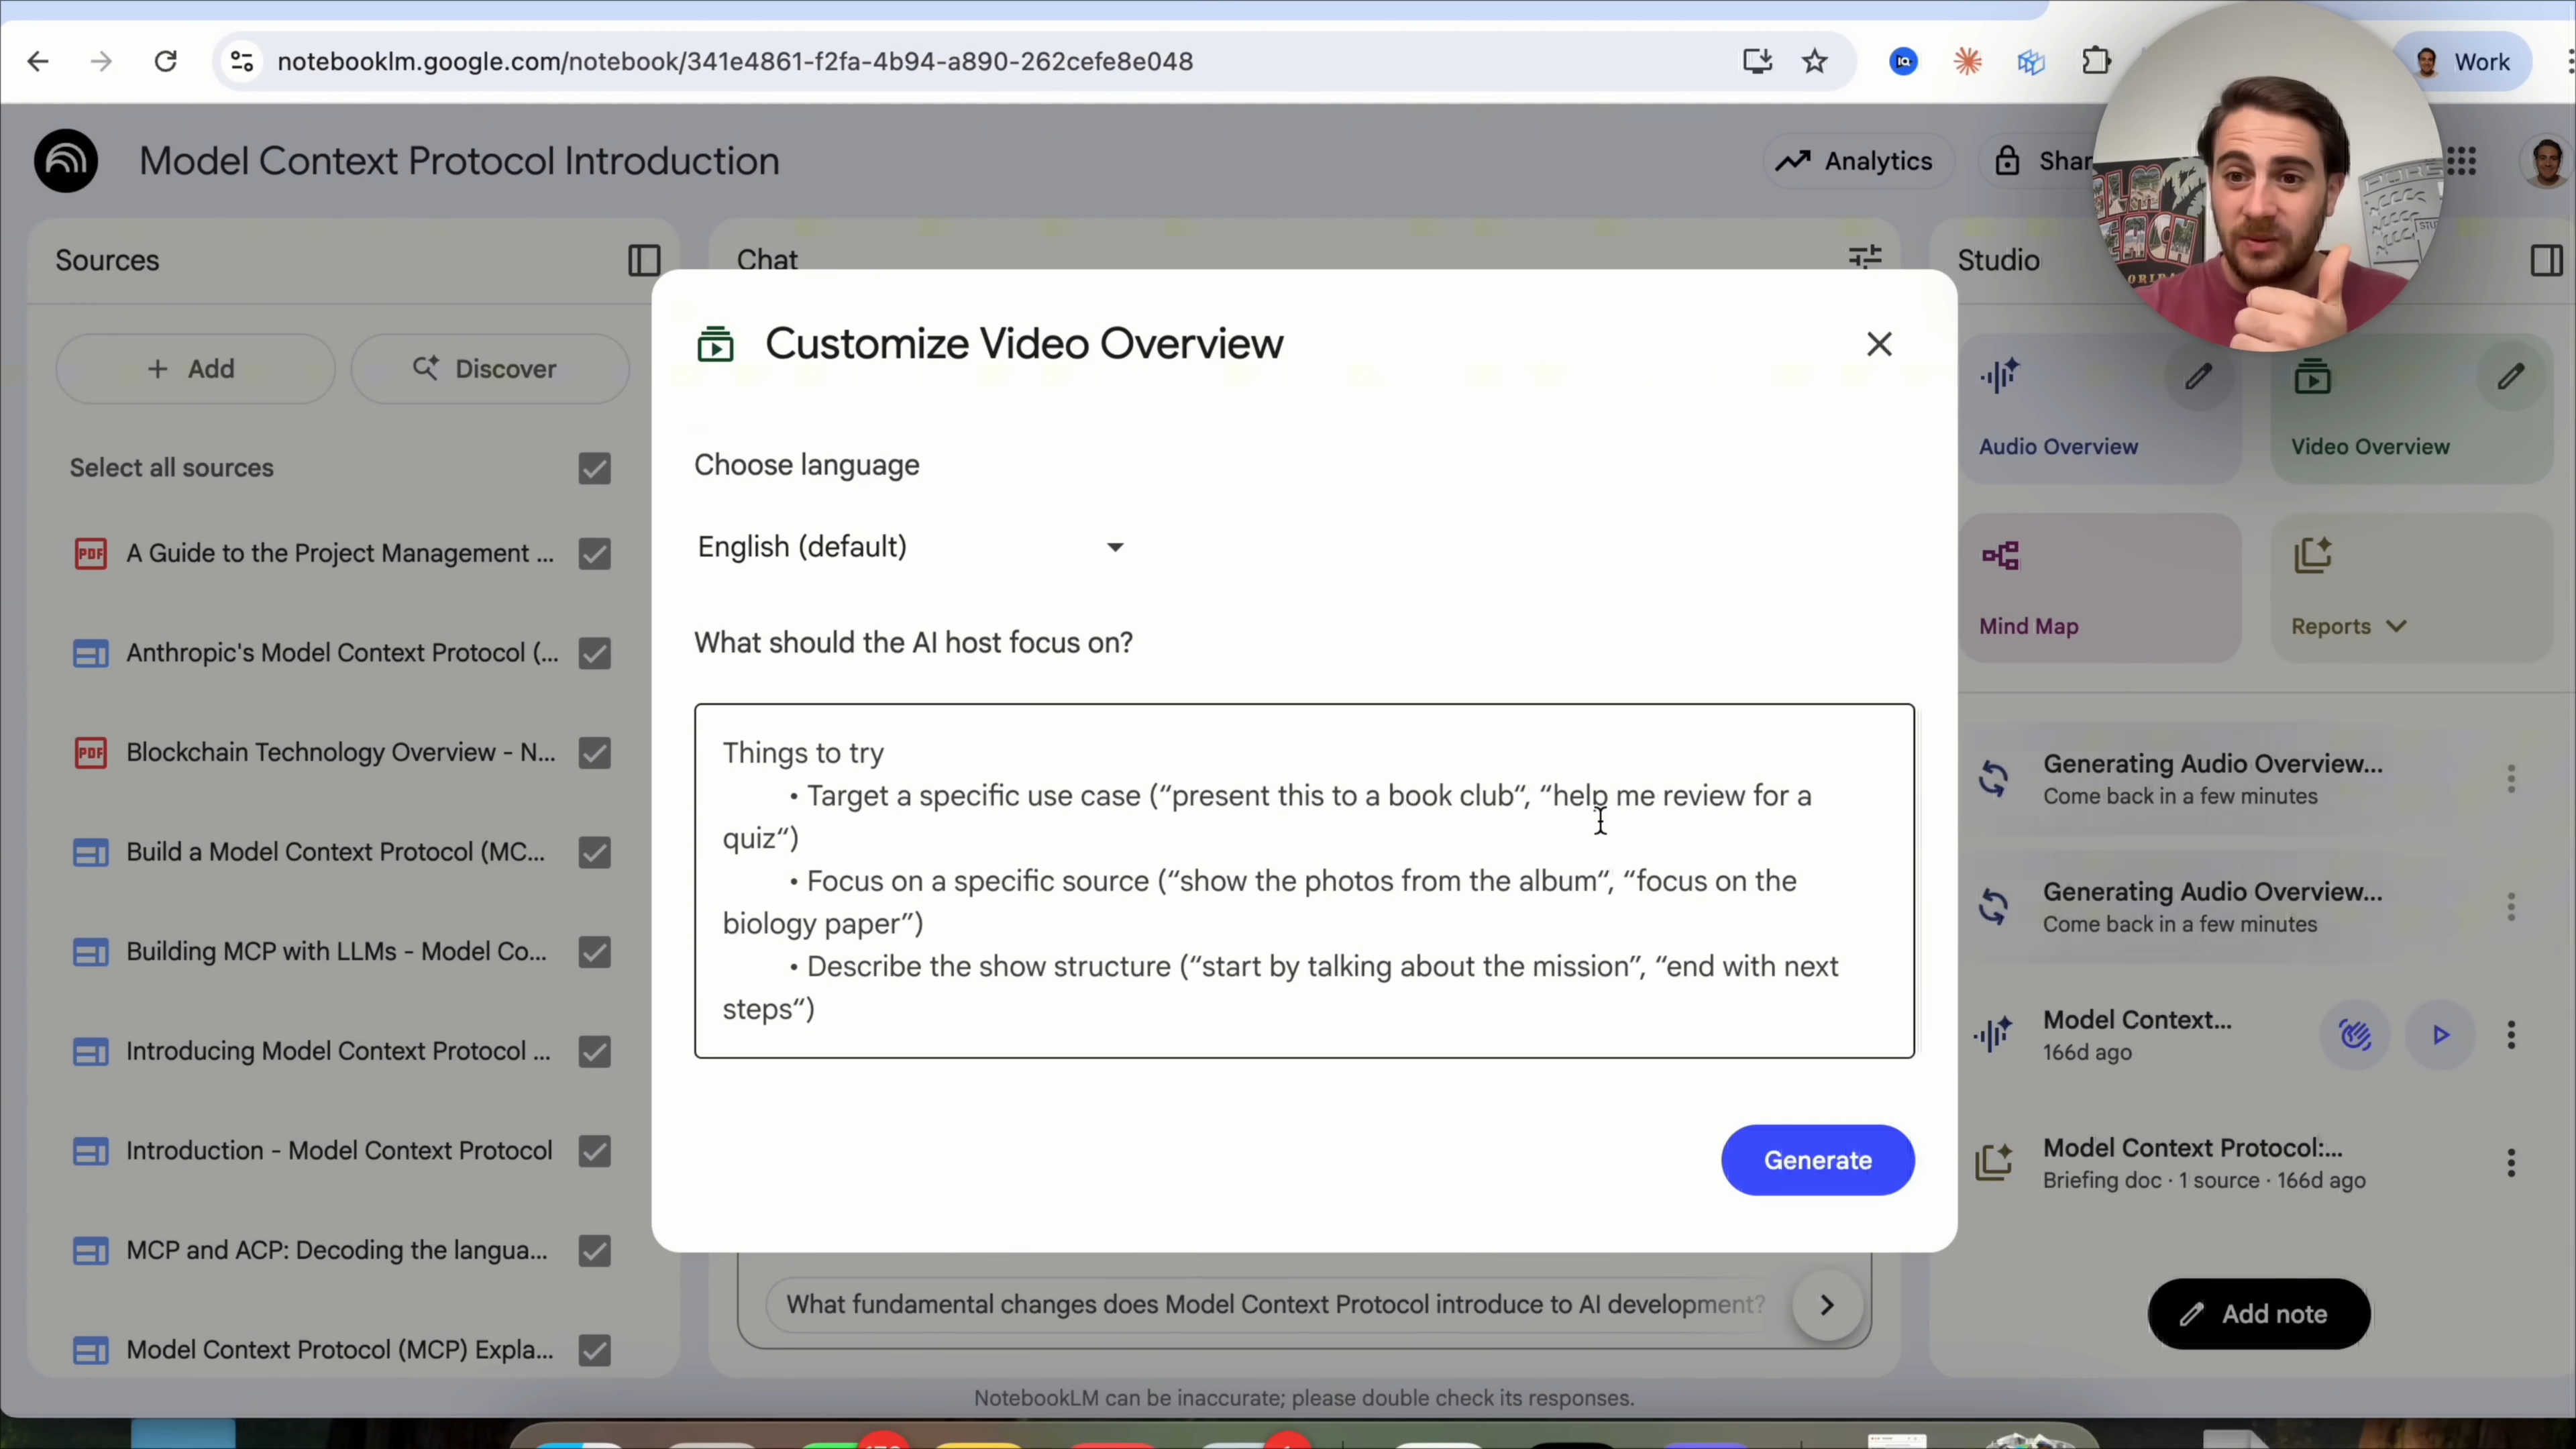 notebooklm.google.com/notebook/341e4861-f2fa-4b94-a890-262cefe8e048
Work
Model Context Protocol Introduction
Analytics
Shar
Sources
Chat
Studio
Customize Video Overview
Add
Discover
Choose language
Audio Overview
Video Overview
Select all sources
English (default)
A Guide to the Project Management ...
What should the AI host focus on?
Mind Map
Reports
Anthropic's Model Context Protocol (...
Blockchain Technology Overview - N...
Things to try
• Target a specific use case (“present this to a book club“, “help me review for a
quiz“)
• Focus on a specific source (“show the photos from the album“, “focus on the
biology paper”)
• Describe the show structure (“start by talking about the mission”, “end with next
steps“)
Generating Audio Overview...
Come back in a few minutes
Build a Model Context Protocol (MC...
Generating Audio Overview...
Come back in a few minutes
Building MCP with LLMs - Model Co...
Model Context...
166d ago
Introducing Model Context Protocol ...
Introduction - Model Context Protocol
Generate
Model Context Protocol:...
Briefing doc · 1 source · 166d ago
MCP and ACP: Decoding the langua...
What fundamental changes does Model Context Protocol introduce to AI development?
Add note
Model Context Protocol (MCP) Expla...
NotebookLM can be inaccurate; please double check its responses.